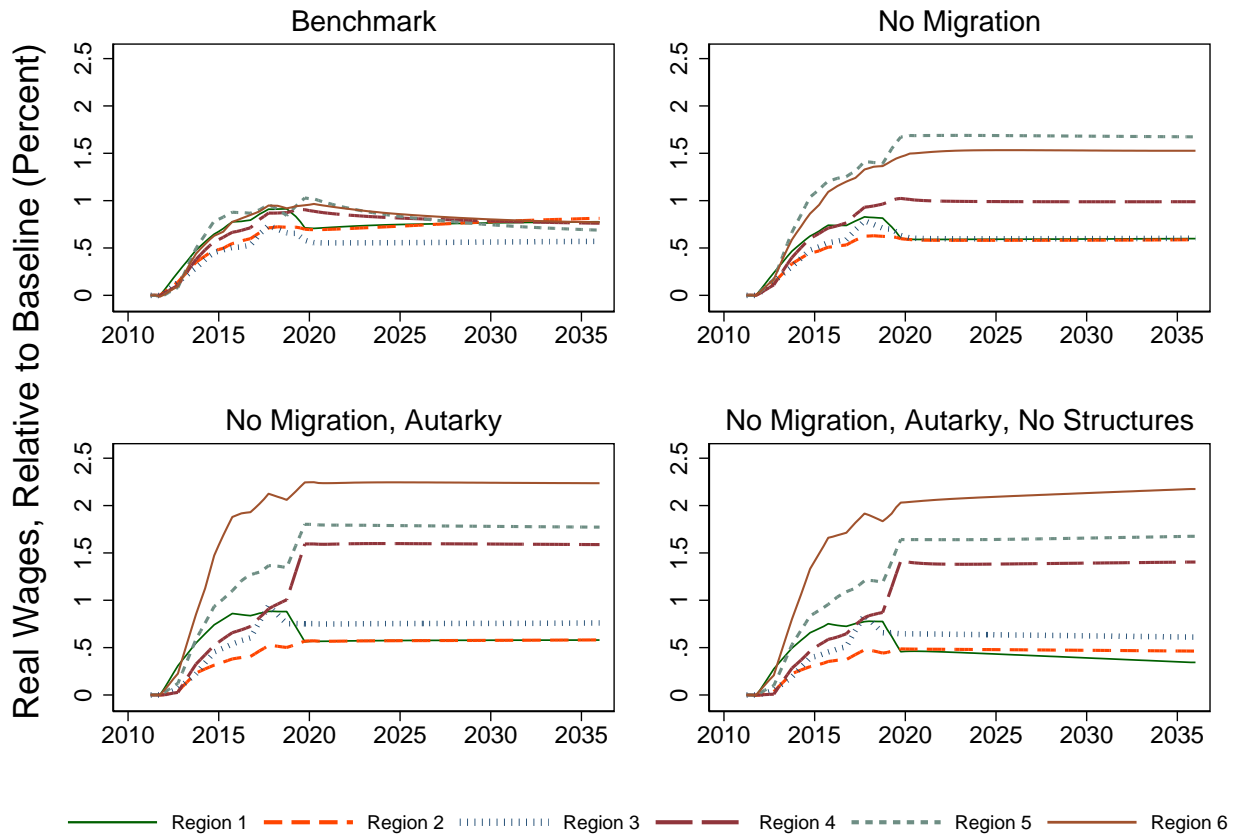 Real Wages, Relative to Baseline (Percent)
Benchmark
2.5
2
1.5
1
.5
0
2010 2015 2020 2025 2030 2035
No Migration
2.5
2
1.5
1
.5
0
2010 2015 2020 2025 2030 2035
No Migration, Autarky
2.5
2
1.5
1
.5
0
2010 2015 2020 2025 2030 2035
No Migration, Autarky, No Structures
2.5
2
1.5
1
.5
0
2010 2015 2020 2025 2030 2035
Region 1 Region 2 Region 3 Region 4 Region 5 Region 6